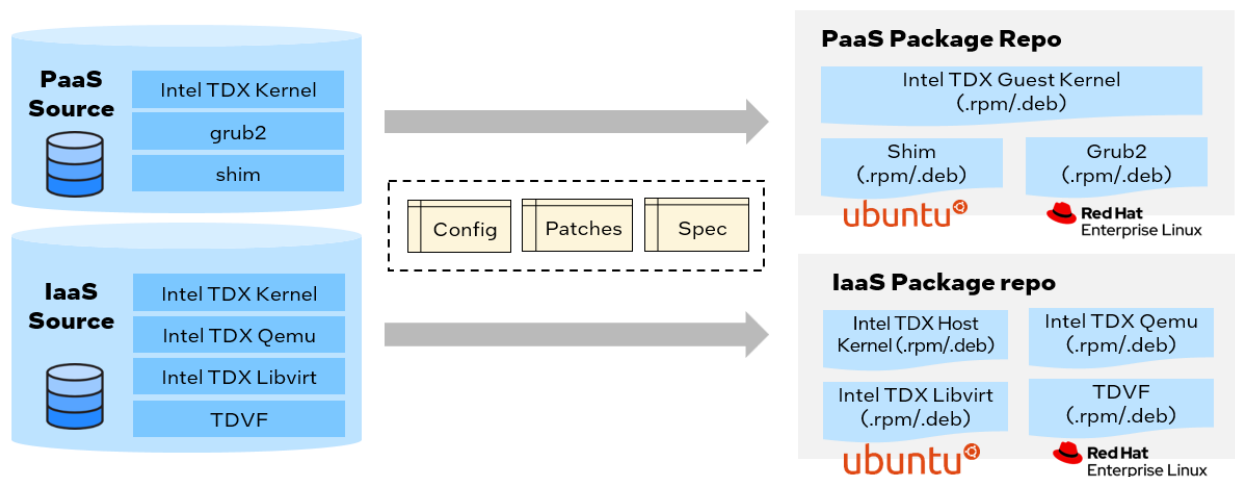 PaaS
Source
Intel TDX Kernel
grub2
shim
IaaS
Source
Intel TDX Kernel
Intel TDX Qemu
Intel TDX Libvirt
TDVF
Config
Patches
Spec
PaaS Package Repo
Intel TDX Guest Kernel
(.rpm/.deb)
Shim
(.rpm/.deb)
Grub2
(.rpm/.deb)
ubuntu
Red Hat
Enterprise Linux
IaaS Package repo
Intel TDX Host
Kernel (.rpm/.deb)
Intel TDX Qemu
(.rpm/.deb)
Intel TDX Libvirt
(.rpm/.deb)
TDVF
(.rpm/.deb)
ubuntu
Red Hat
Enterprise Linux